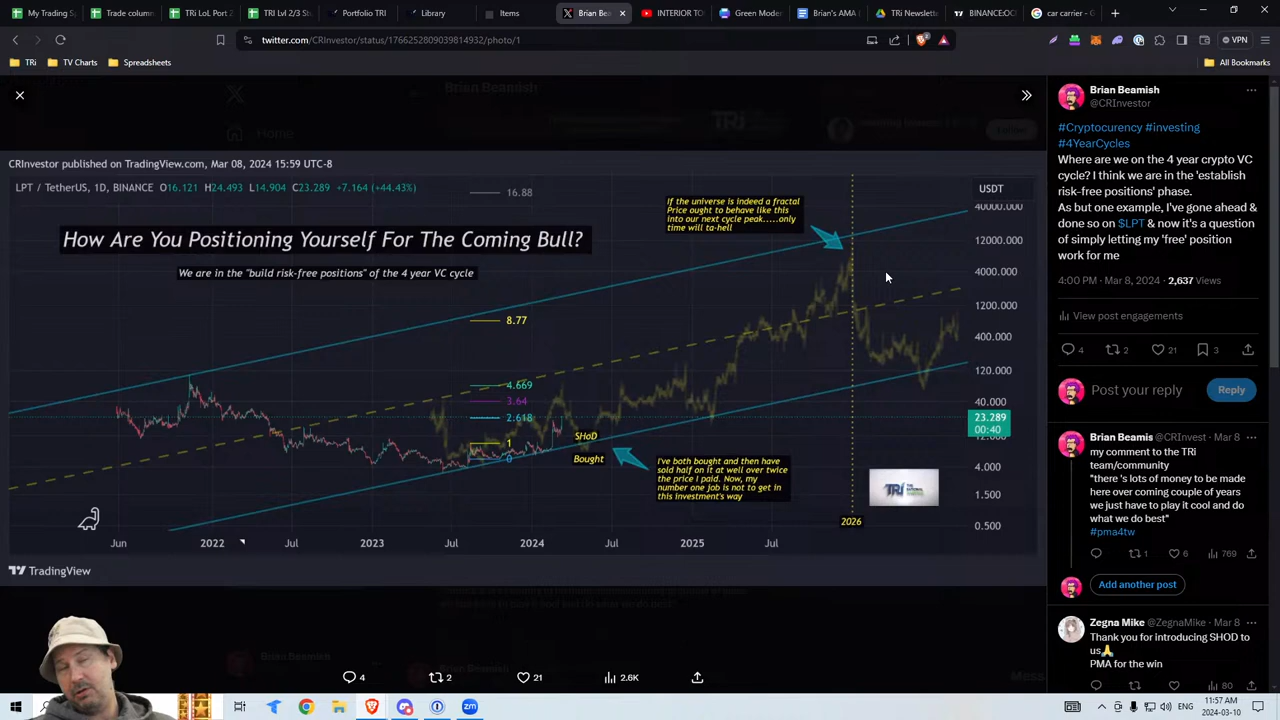 My Trading S
Trade column
TRi LoL Port 2
TRI Lvl 2/3 St
Portfolio TRI
Library
Items
Brian Bea
INTERIOR TO
Green Moder
Brian's AMA
TRi Newslette
BINANCE:OC
car carrier - G
twitter.com/CRInvestor/status/1766252809039814932/photo/1
VPN
TRi
TV Charts
Spreadsheets
All Bookmarks
Brian Beamish
Home
CRInvestor published on TradingView.com, Mar 08, 2024 15:59 UTC-8
LPT / TetherUS, 1D, BINANCE O16.121 H24.493 L14.904 C23.289 +7.164 (+44.43%)
USDT
How Are You Positioning Yourself For The Coming Bull?
We are in the "build risk-free positions" of the 4 year VC cycle
If the universe is indeed a fractal
Price ought to behave like this
into our next cycle peak.....only
time will ta-hell
16.88
8.77
4.669
3.64
2.618
1
0
SHoD
Bought
I've both bought and then have
sold half on it at well over twice
the price I paid. Now, my
number one job is not to get in
this investment's way
TRi
2026
40000.000
12000.000
4000.000
1200.000
400.000
120.000
40.000
23.289
00:40
12.000
4.000
1.500
0.500
Jun
2022
Jul
2023
Jul
2024
Jul
2025
Jul
TradingView
4
2
21
2.6K
Brian Beamish
@CRInvestor
#Cryptocurency #investing
#4YearCycles
Where are we on the 4 year crypto VC
cycle? I think we are in the 'establish
risk-free positions' phase.
As but one example, I've gone ahead &
done so on $LPT & now it's a question
of simply letting my 'free' position
work for me
4:00 PM · Mar 8, 2024 · 2,637 Views
View post engagements
4
2
21
3
Post your reply
Reply
Brian Beamis @CRInvest · Mar 8
my comment to the TRi
team/community
"there 's lots of money to be made
here over coming couple of years
we just have to play it cool and do
what we do best"
#pma4tw
1
6
769
Add another post
Zegna Mike @ZegnaMike · Mar 8
Thank you for introducing SHOD to
us🙏
PMA for the win
80
ENG
11:57 AM
2024-03-10